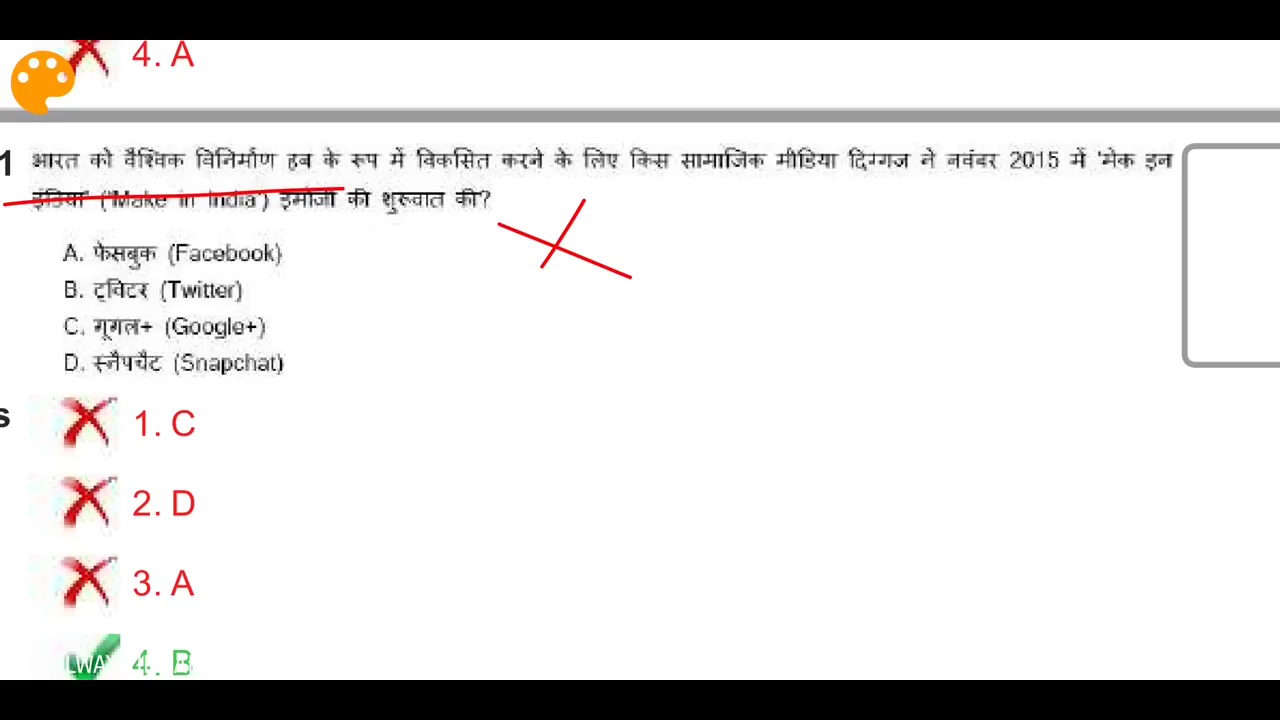 4. A
1 भारत को वैश्विक विनिर्माण हब के रूप में विकसित करने के लिए किस सामाजिक मीडिया दिग्गज ने नवंबर 2015 में 'मेक इन
इंडिया' ('Make in India') इमोजी की शुरूवात की?
A. फेसबुक (Facebook)
B. ट्विटर (Twitter)
C. गूगल+ (Google+)
D. स्नैपचैट (Snapchat)
s
1. C
2. D
3. A
4. B